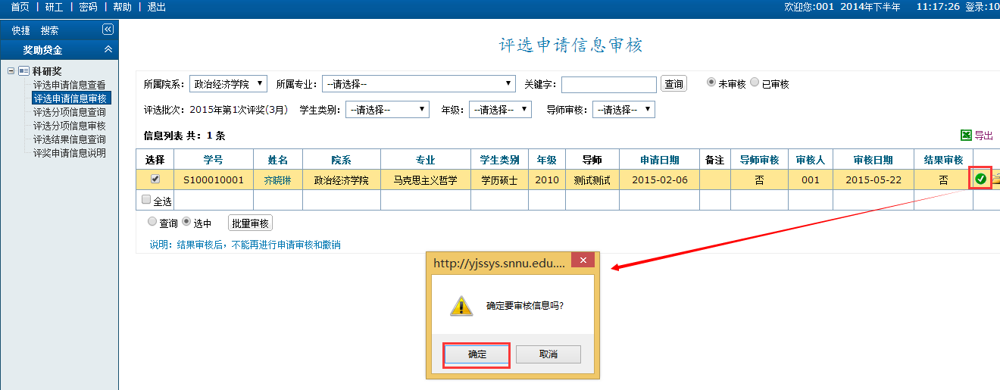 首页 | 研工 | 密码 | 帮助 | 退出
欢迎您:001 2014年下半年 11:17:26 登录:10
快捷 搜索
奖助贷金
科研奖
评选申请信息查看
评选申请信息审核
评选分项信息查询
评选分项信息审核
评选结果信息查询
评奖申请信息说明
评选申请信息审核
所属院系: 政治经济学院 所属专业: --请选择-- 关键字: 查询 未审核 已审核
评选批次: 2015年第1次评奖(3月) 学生类别: --请选择-- 年级: --请选择-- 导师审核: --请选择--
信息列表 共: 1 条 导出
选择 学号 姓名 院系 专业 学生类别 年级 导师 申请日期 备注 导师审核 审核人 审核日期 结果审核
S100010001 齐晓琳 政治经济学院 马克思主义哲学 学历硕士 2010 测试测试 2015-02-06 否 001 2015-05-22 否
全选
查询 选中 批量审核
说明: 结果审核后，不能再进行申请审核和撤销
http://yjssys.snnu.edu....
确定要审核信息吗?
确定 取消